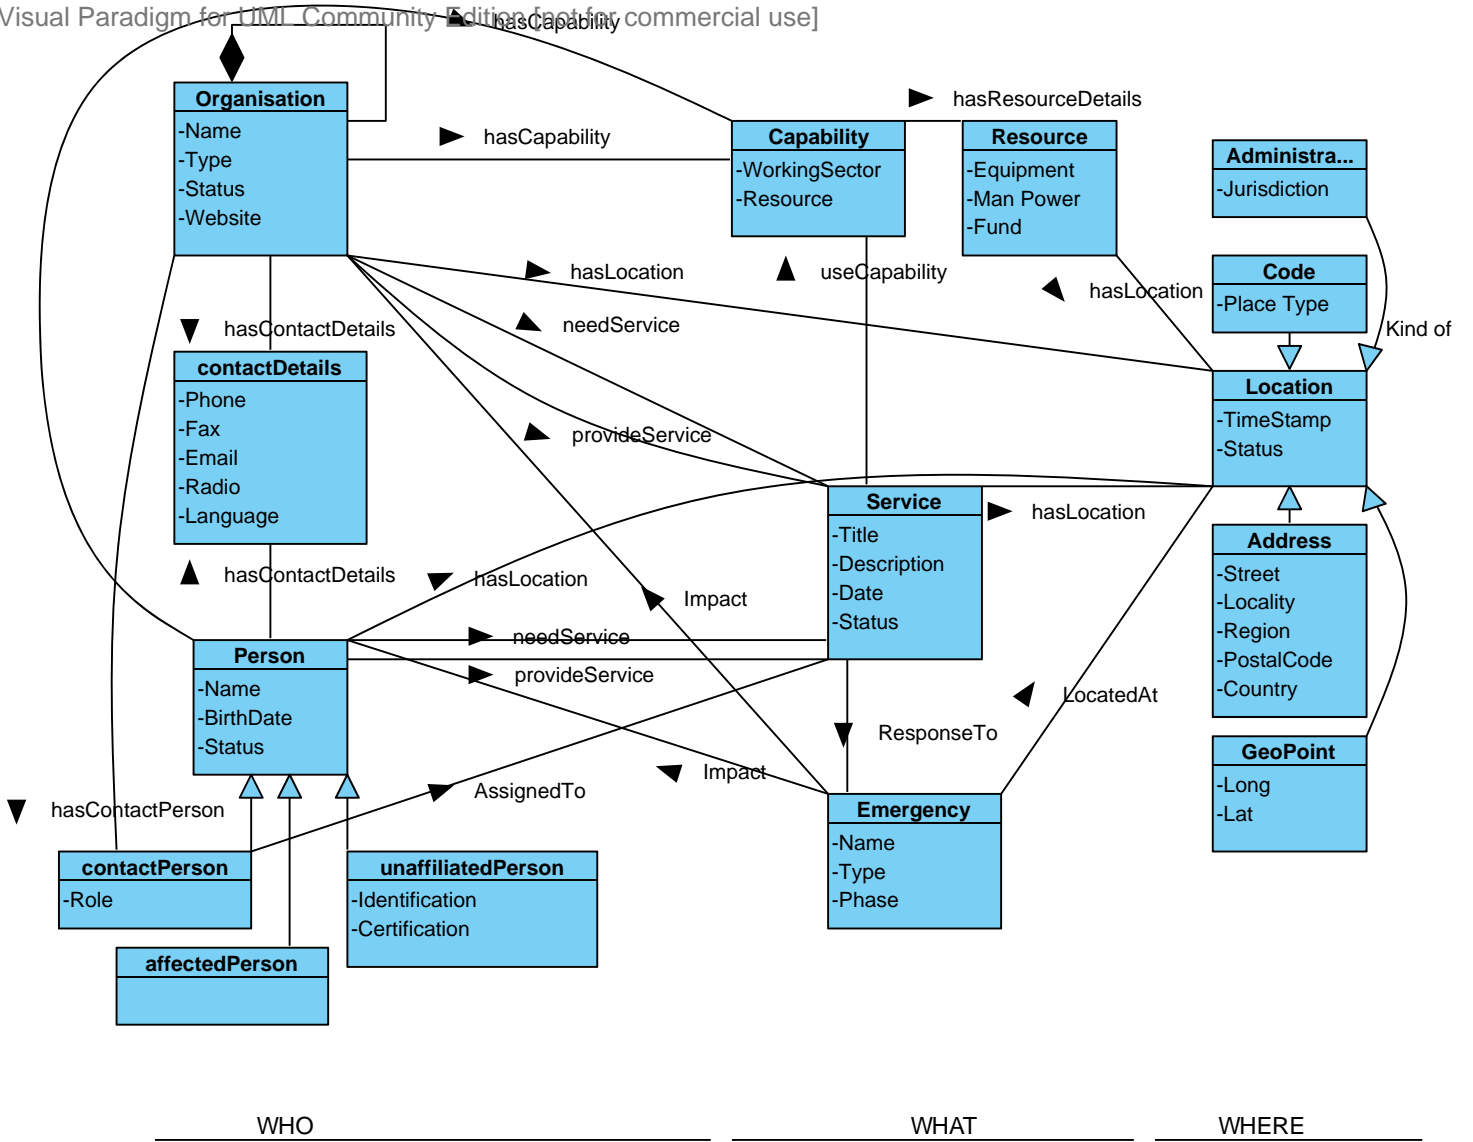 Visual Paradigm for UML Community Edition [not for commercial use]
hasCapability
Organisation
-Name
-Type
-Status
-Website
hasCapability
Capability
-WorkingSector
-Resource
hasResourceDetails
Resource
-Equipment
-Man Power
-Fund
Administra...
-Jurisdiction
Code
-Place Type
Kind of
hasLocation
useCapability
hasLocation
needService
hasContactDetails
contactDetails
-Phone
-Fax
-Email
-Radio
-Language
provideService
Location
-TimeStamp
-Status
Service
-Title
-Description
-Date
-Status
hasLocation
Address
-Street
-Locality
-Region
-PostalCode
-Country
hasContactDetails
hasLocation
Impact
needService
provideService
Person
-Name
-BirthDate
-Status
LocatedAt
ResponseTo
Impact
AssignedTo
GeoPoint
-Long
-Lat
hasContactPerson
contactPerson
-Role
unaffiliatedPerson
-Identification
-Certification
Emergency
-Name
-Type
-Phase
affectedPerson
WHO
WHAT
WHERE